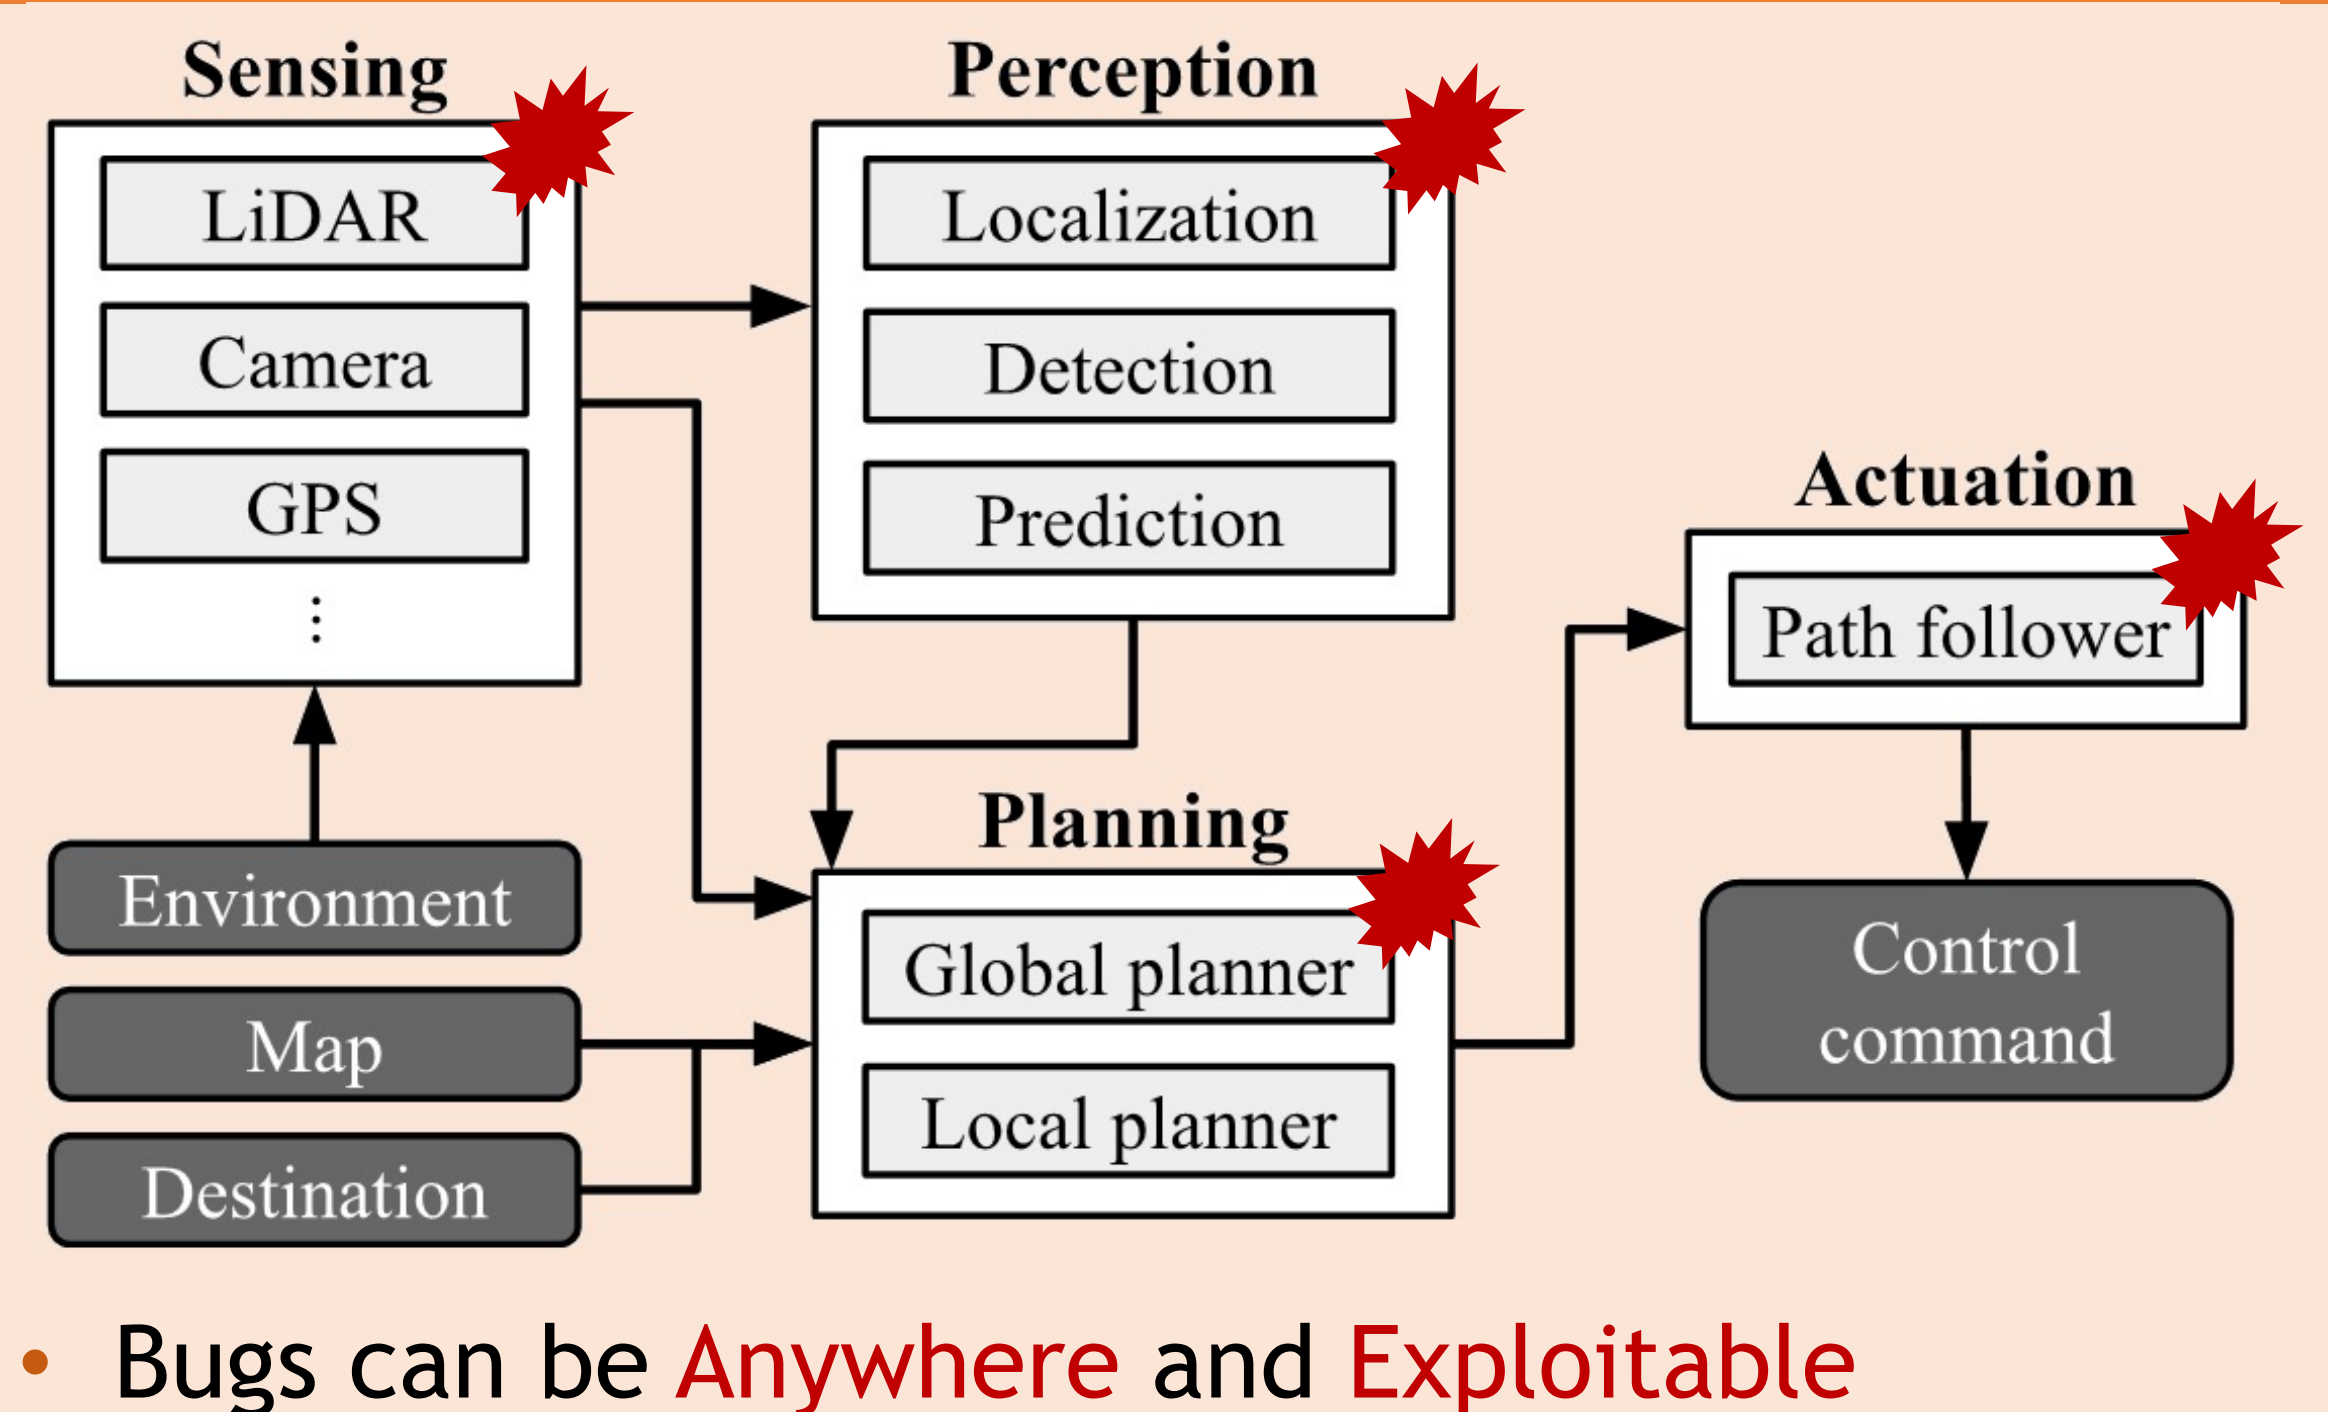 Sensing
LiDAR
Camera
GPS
⋮
Perception
Localization
Detection
Prediction
Actuation
Path follower
Environment
Map
Destination
Planning
Global planner
Local planner
Control
command
• Bugs can be Anywhere and Exploitable